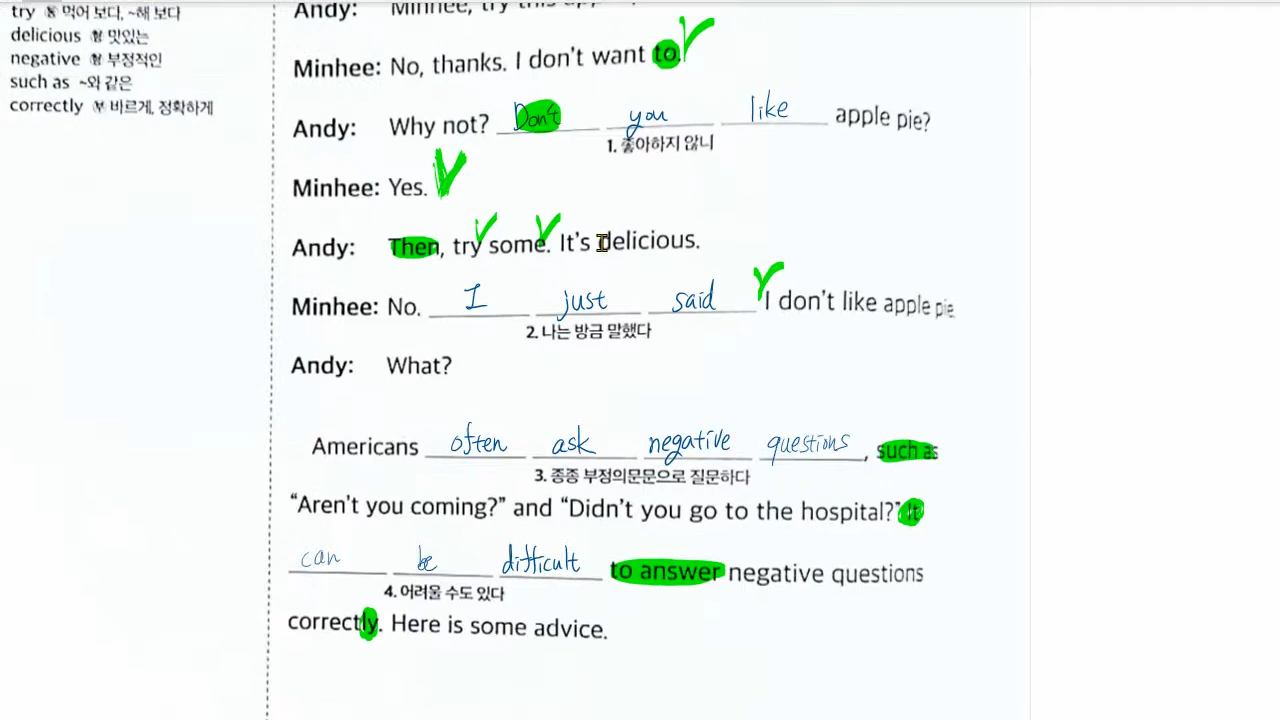 try 동 먹어 보다, ~해 보다
delicious 형 맛있는
negative 형 부정적인
such as ~와 같은
correctly 부 바르게, 정확하게
Andy: Minhee, try this
Minhee: No, thanks. I don't want to.
Andy: Why not? Don't you like apple pie?
1. 좋아하지 않니
Minhee: Yes.
Andy: Then, try some. It's delicious.
Minhee: No. I just said I don't like apple pie.
2. 나는 방금 말했다
Andy: What?
Americans often ask negative questions, such as
3. 종종 부정의문문으로 질문하다
“Aren't you coming?” and “Didn't you go to the hospital?” It
can be difficult to answer negative questions
4. 어려울 수도 있다
correctly. Here is some advice.